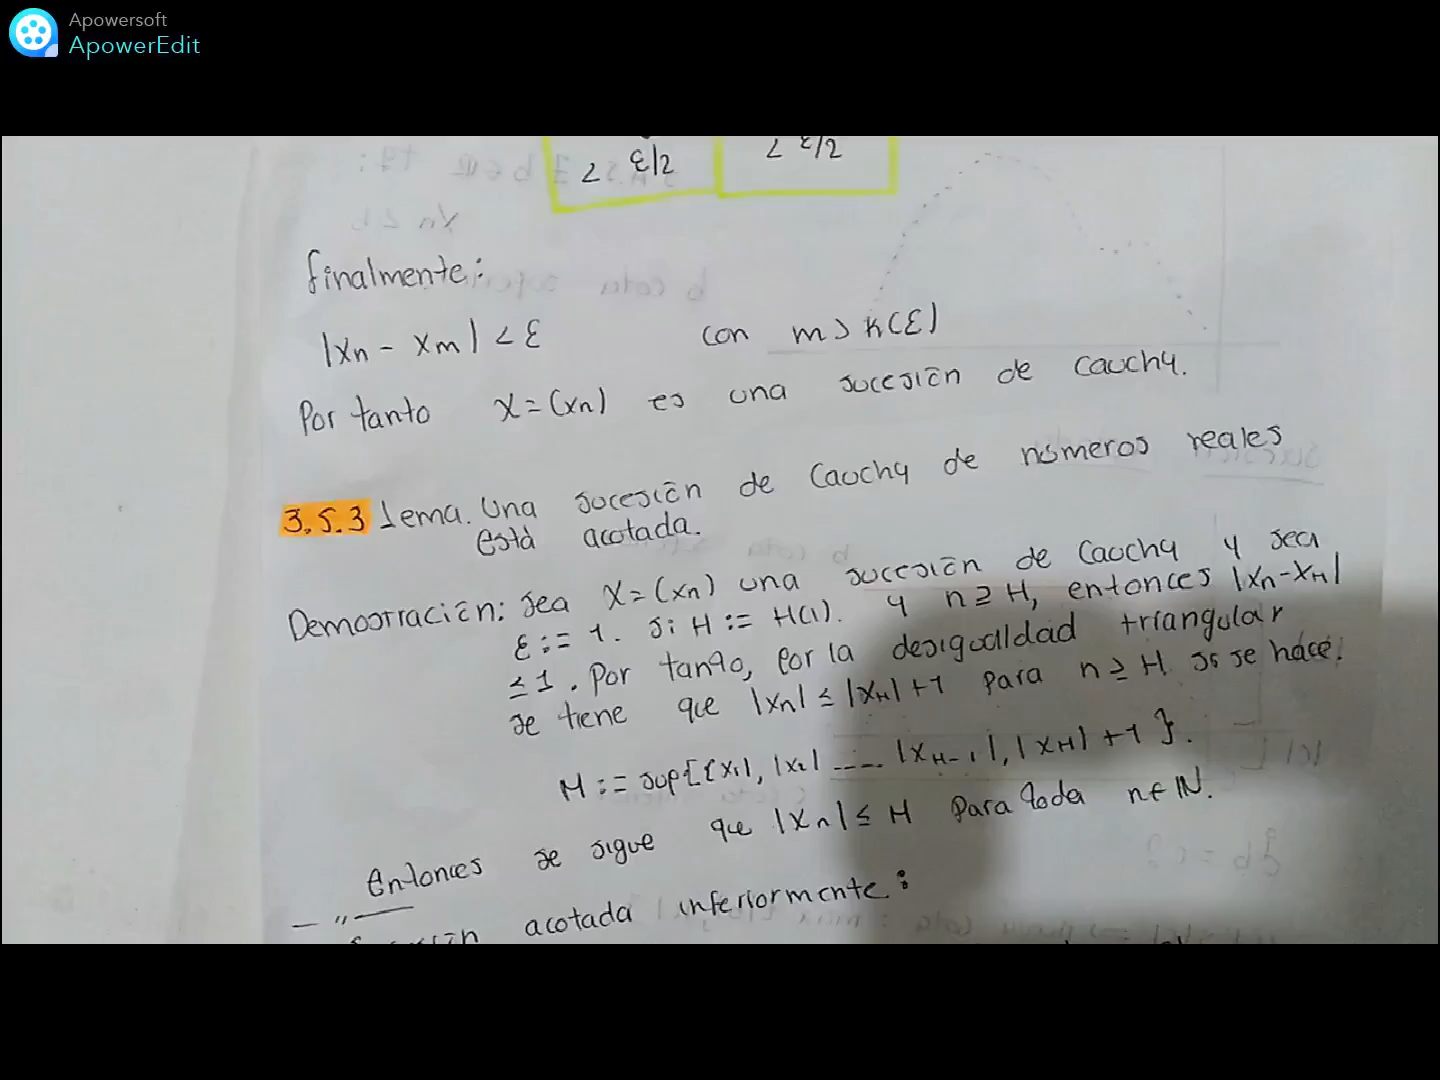 Apowersoft
ApowerEdit
< ε/2 < ε/2
finalmente:
|xn - xm| < ε con m > K(ε)
Por tanto X = (xn) es una sucesión de cauchy.
3.5.3 Lema. Una sucesión de Cauchy de números reales
está acotada.
Demostración: sea X = (xn) una sucesión de Cauchy y sea
ε := 1. si H := H(1). y n ≥ H, entonces |xn - xH|
≤ 1. Por tanto, por la desigualdad triangular
se tiene que |xn| ≤ |xH| + 1 para n ≥ H. si se hace:
M := sup{|x1|, |x2| ..... |xH-1|, |xH| + 1}.
Entonces se sigue que |xn| ≤ M para toda n ∈ ℕ.
acotada inferiormente: